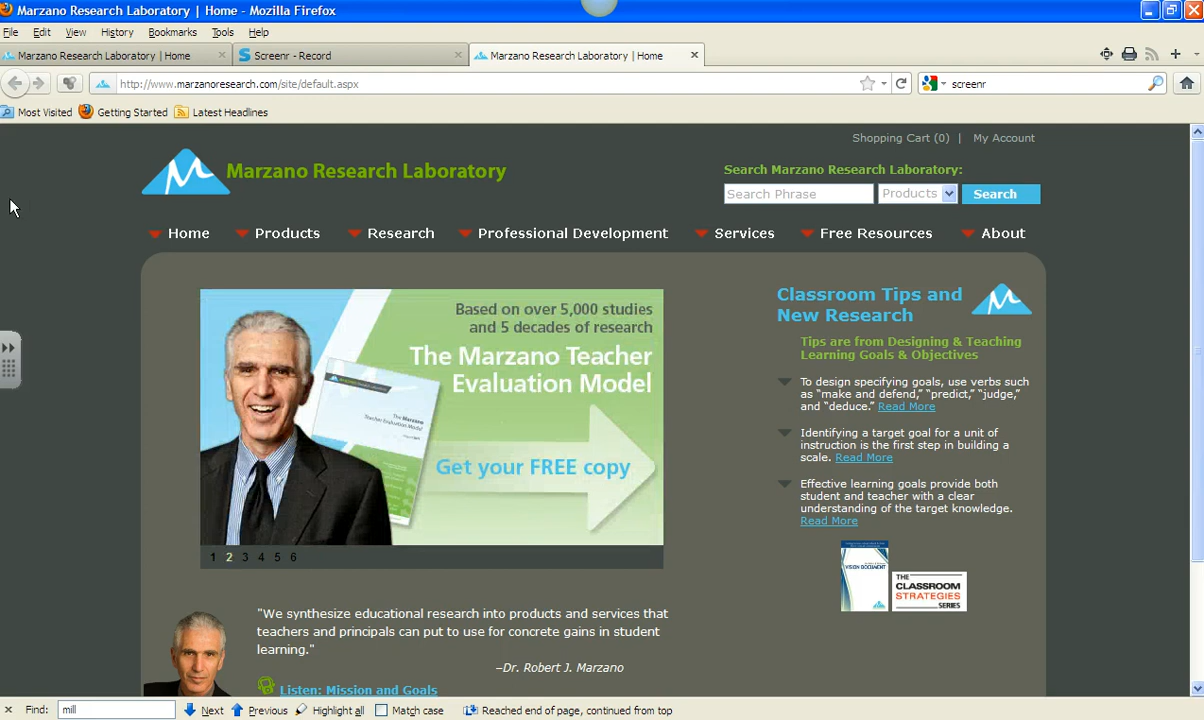 Marzano Research Laboratory | Home - Mozilla Firefox
File Edit View History Bookmarks Tools Help
Marzano Research Laboratory | Home
Screenr - Record
Marzano Research Laboratory | Home
http://www.marzanoresearch.com/site/default.aspx
screenr
Most Visited Getting Started Latest Headlines
Shopping Cart (0) | My Account
Marzano Research Laboratory
Search Marzano Research Laboratory:
Search Phrase Products Search
Home Products Research Professional Development Services Free Resources About
Based on over 5,000 studies
and 5 decades of research
The Marzano Teacher
Evaluation Model
Get your FREE copy
1 2 3 4 5 6
"We synthesize educational research into products and services that
teachers and principals can put to use for concrete gains in student
learning."
–Dr. Robert J. Marzano
Listen: Mission and Goals
Classroom Tips and
New Research
Tips are from Designing & Teaching
Learning Goals & Objectives
To design specifying goals, use verbs such
as “make and defend,” “predict,” “judge,”
and “deduce.” Read More
Identifying a target goal for a unit of
instruction is the first step in building a
scale. Read More
Effective learning goals provide both
student and teacher with a clear
understanding of the target knowledge.
Read More
VISION DOCUMENT
THE
CLASSROOM
STRATEGIES
SERIES
Find: mill Next Previous Highlight all Match case Reached end of page, continued from top